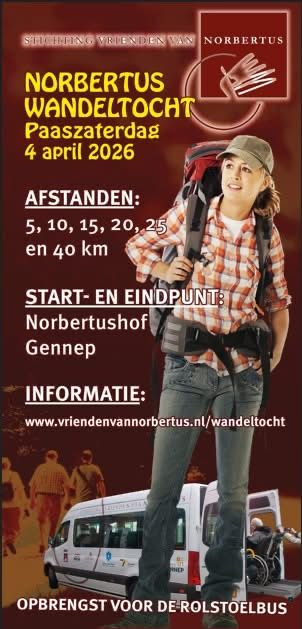 STICHTING VRIENDEN VAN NORBERTUS
NORBERTUS
WANDELTOCHT
Paaszaterdag
4 april 2026
AFSTANDEN:
5, 10, 15, 20, 25
en 40 km
START- EN EINDPUNT:
Norbertushof
Gennep
INFORMATIE:
www.vriendenvannorbertus.nl/wandeltocht
OPBRENGST VOOR DE ROLSTOELBUS